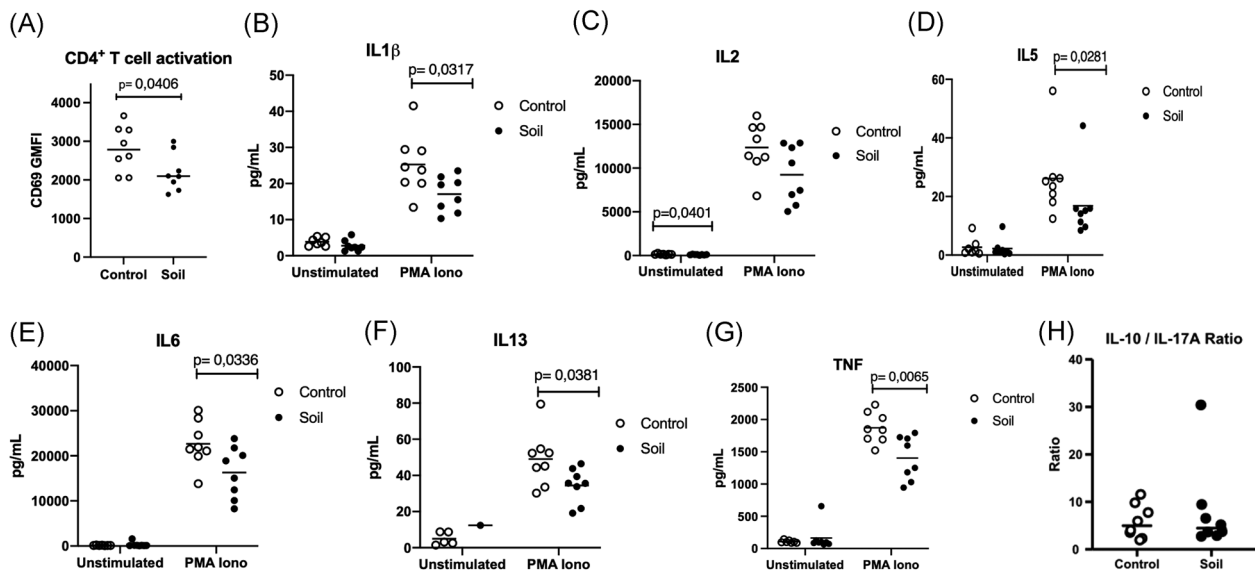 (A)
CD4+ T cell activation
p= 0,0406
CD69 GMFI
4000
3000
2000
1000
0
Control Soil
(B)
IL1β
p= 0,0317
pg/mL
50
40
30
20
10
0
Unstimulated PMA Iono
Control
Soil
(C)
IL2
pg/mL
20000
15000
10000
5000
0
p=0,0401
Unstimulated PMA Iono
(D)
IL5
p= 0,0281
pg/mL
60
40
20
0
Unstimulated PMA Iono
Control
Soil
(E)
IL6
p= 0,0336
pg/mL
40000
30000
20000
10000
0
Unstimulated PMA Iono
Control
Soil
(F)
IL13
p= 0,0381
pg/mL
100
80
60
40
20
0
Unstimulated PMA Iono
Control
Soil
(G)
TNF
p= 0,0065
pg/mL
2500
2000
1500
1000
500
0
Unstimulated PMA Iono
Control
Soil
(H)
IL-10 / IL-17A Ratio
Ratio
40
30
20
10
0
Control Soil